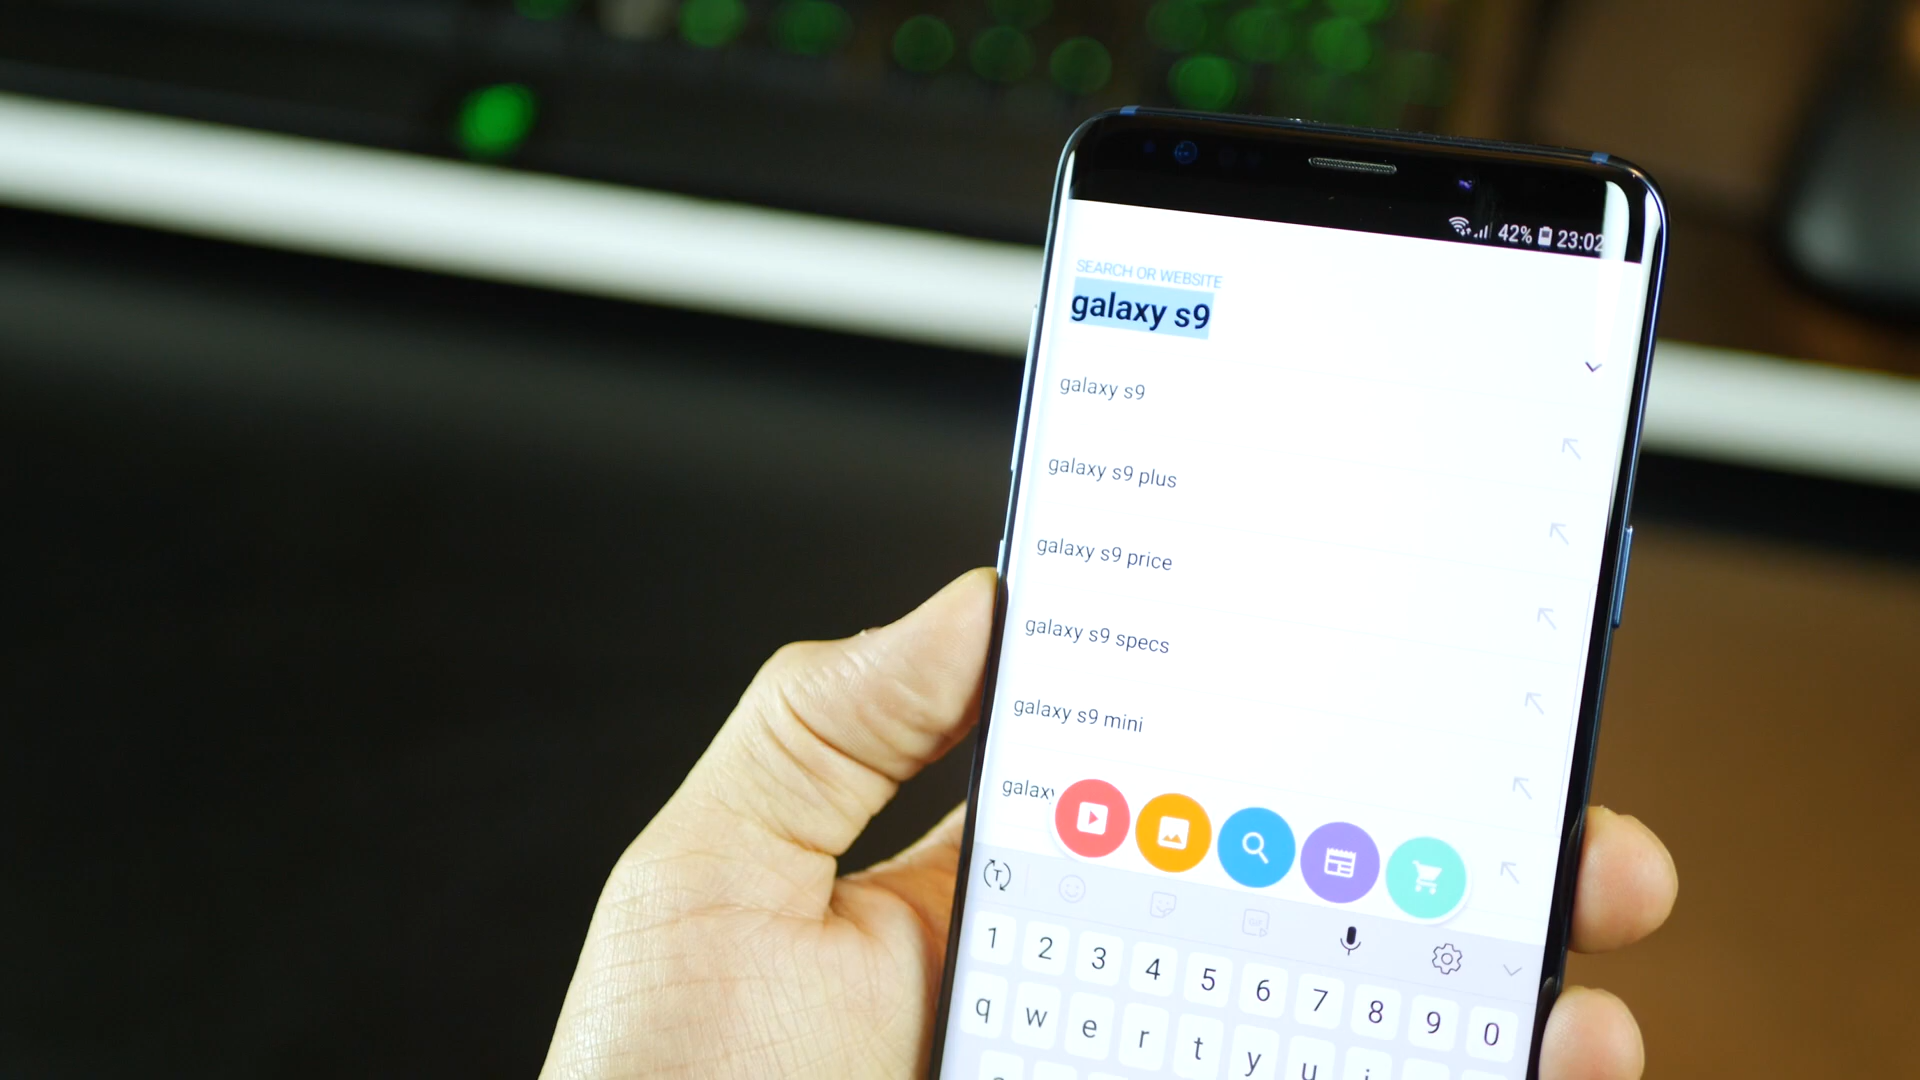 42% 23:02
SEARCH OR WEBSITE
galaxy s9
galaxy s9
galaxy s9 plus
galaxy s9 price
galaxy s9 specs
galaxy s9 mini
galaxy
T
1 2 3 4 5 6 7 8 9 0
q w e r t y u i